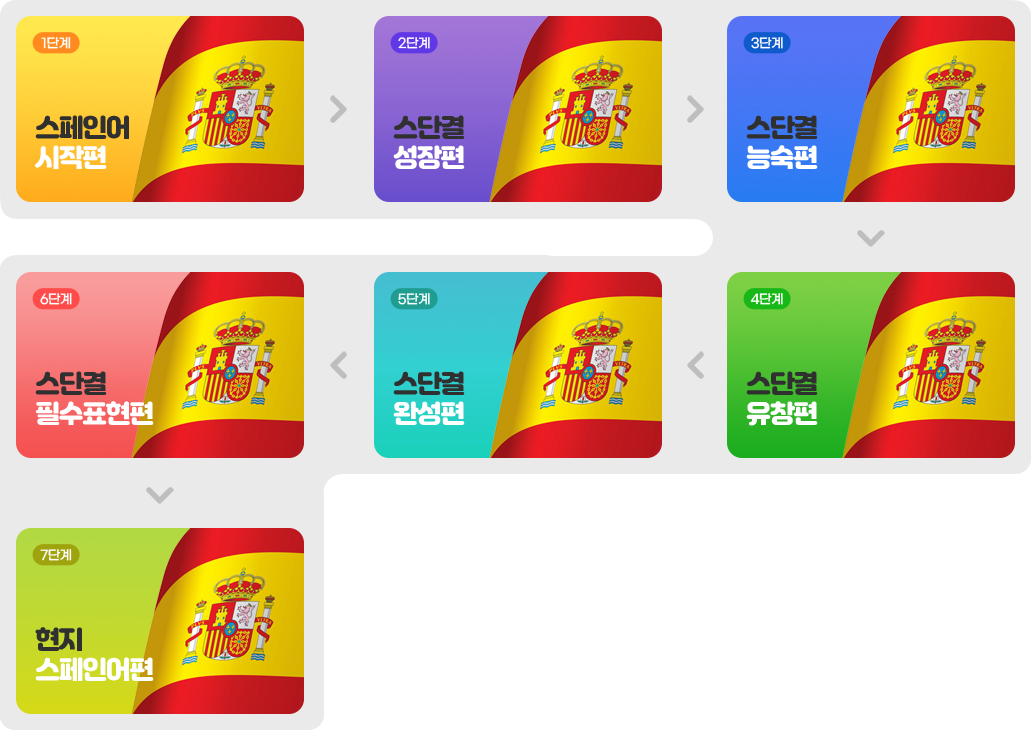 1단계
스페인어
시작편
2단계
스단결
성장편
3단계
스단결
능숙편
4단계
스단결
유창편
5단계
스단결
완성편
6단계
스단결
필수표현편
7단계
현지
스페인어편